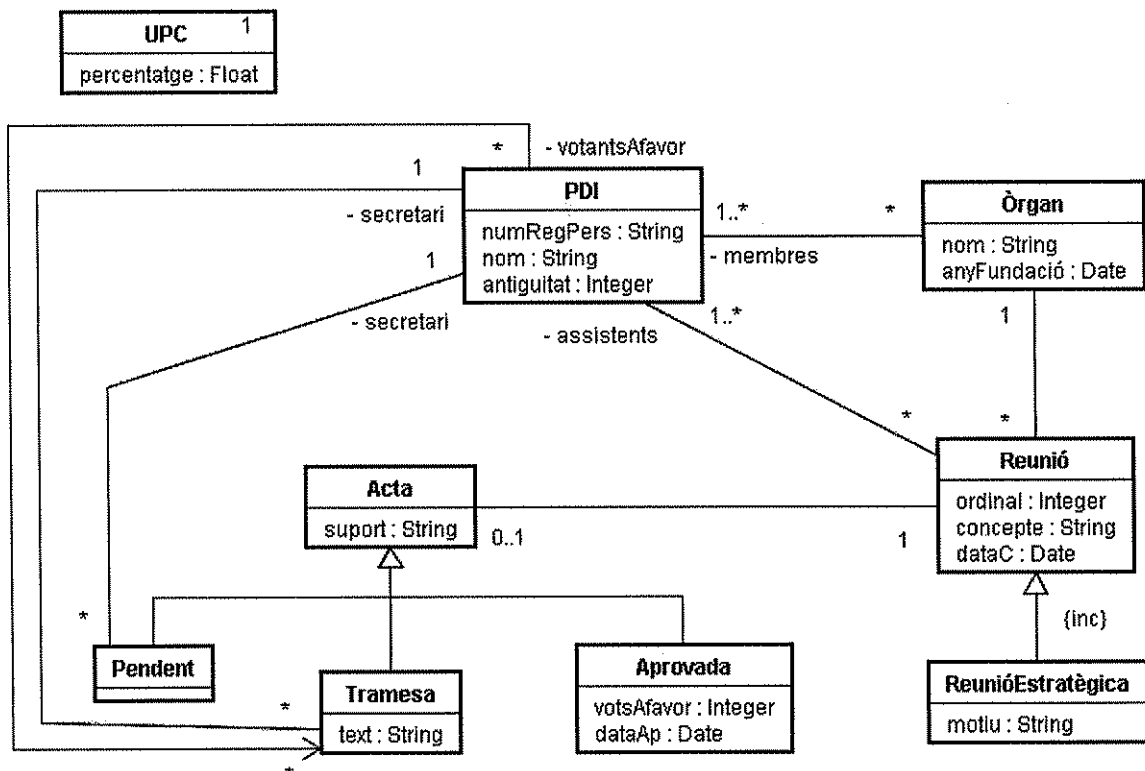 UPC 1
percentatge : Float
* - votantsAfavor
1
PDI
- secretari
numRegPers : String
nom : String
antiguitat : Integer
1..* *
- membres
Òrgan
nom : String
anyFundació : Date
1
- secretari
- assistents
1..*
1
*
*
Reunió
ordinal : Integer
concepte : String
dataC : Date
Acta
suport : String
0..1
1
{inc}
*
Pendent
Tramesa
text : String
*
*
Aprovada
votsAfavor : Integer
dataAp : Date
ReunióEstratègica
motiu : String